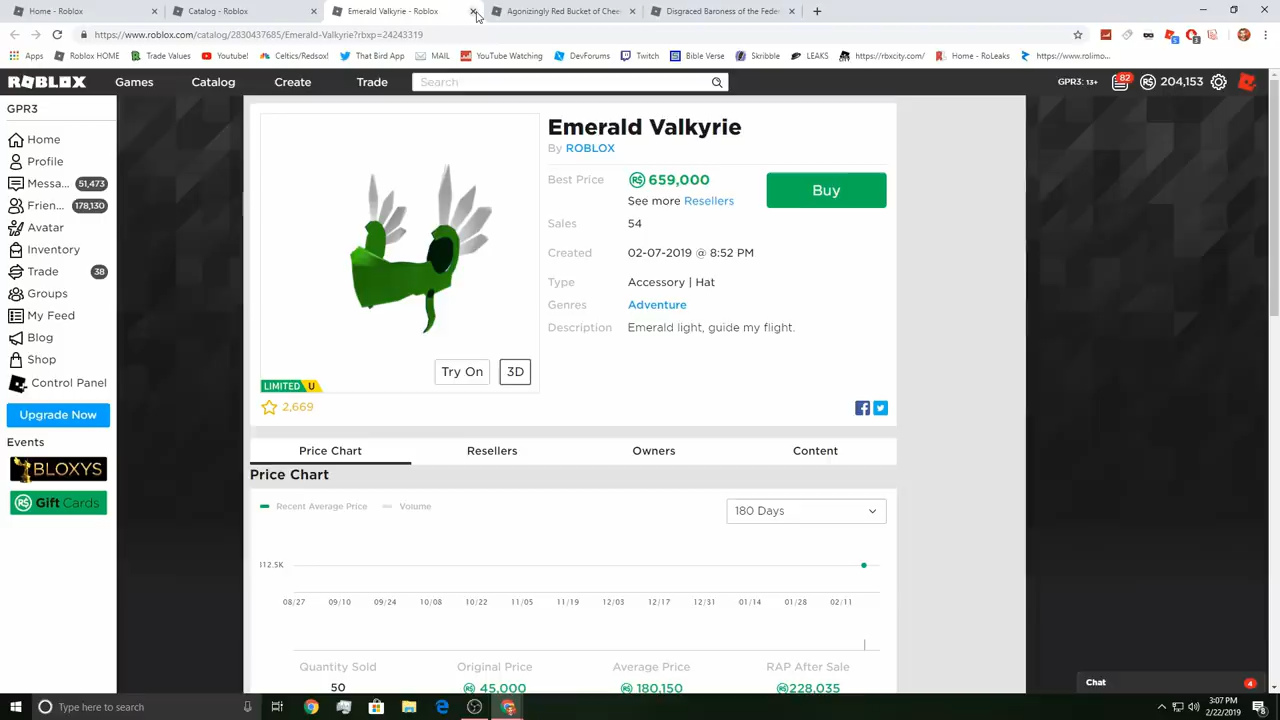 Home - Roblox
Catalog - Roblox
Emerald Valkyrie - Roblox
Agonizingly Red Bucket of Chee
Disgraced Baroness of the Feder
https://www.roblox.com/catalog/2830437685/Emerald-Valkyrie?rbxp=24243319
Apps
Roblox HOME
Trade Values
Youtube!
Celtics/Redsox!
That Bird App
MAIL
YouTube Watching
DevForums
Twitch
Bible Verse
Skribble
LEAKS
https://rbxcity.com/
Home - RoLeaks
https://www.rolimo...
ROBLOX
Games
Catalog
Create
Trade
Search
GPR3: 13+
82
204,153
GPR3
Home
Profile
Messa... 51,473
Frien... 178,130
Avatar
Inventory
Trade 38
Groups
My Feed
Blog
Shop
Control Panel
Upgrade Now
Events
BLOXYS
Gift Cards
Emerald Valkyrie
By ROBLOX
Best Price R$ 659,000
Buy
See more Resellers
Sales 54
Created 02-07-2019 @ 8:52 PM
Type Accessory | Hat
Genres Adventure
Description Emerald light, guide my flight.
Try On
3D
LIMITED U
2,669
Price Chart
Resellers
Owners
Content
Price Chart
Recent Average Price
Volume
180 Days
312.5K
08/27 09/10 09/24 10/08 10/22 11/05 11/19 12/03 12/17 12/31 01/14 01/28 02/11
Quantity Sold
Original Price
Average Price
RAP After Sale
50
R$ 45,000
R$ 180,150
R$ 228,035
Chat 4
Type here to search
3:07 PM
2/22/2019
8